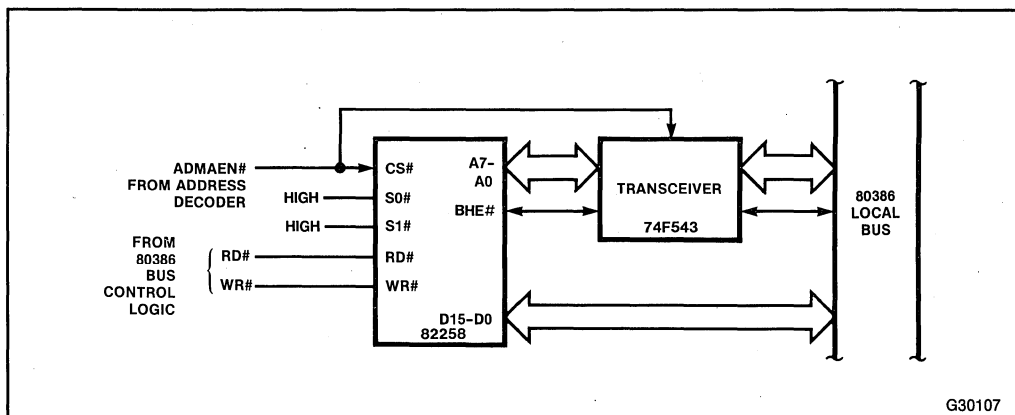 ADMAEN#
FROM ADDRESS
DECODER
HIGH
HIGH
FROM
80386
BUS
CONTROL
LOGIC
RD#
WR#
CS#
S0#
S1#
RD#
WR#
A7-
A0
BHE#
D15-D0
82258
TRANSCEIVER
74F543
80386
LOCAL
BUS
G30107